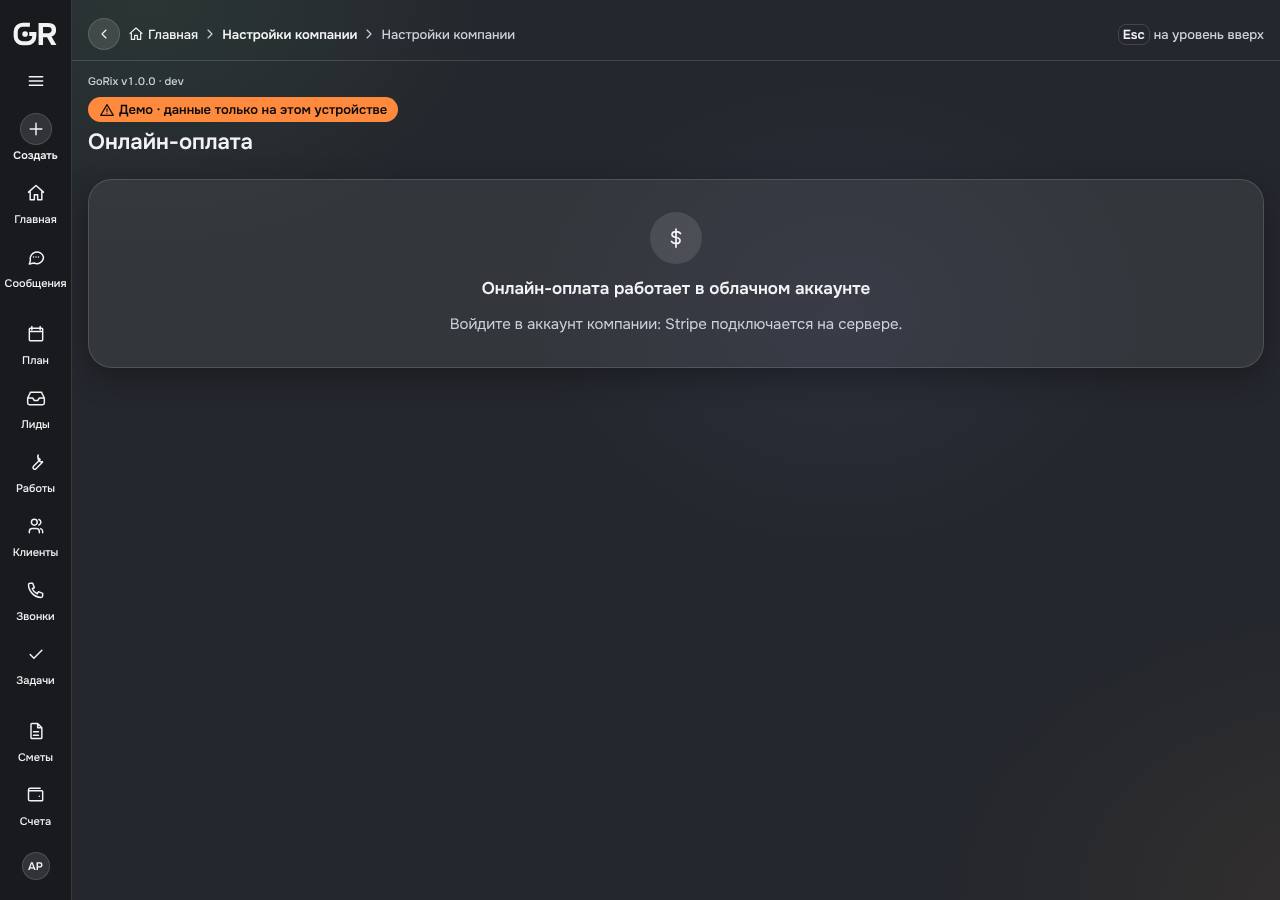 GR
Главная
Настройки компании
Настройки компании
Esc на уровень вверх
GoRix v1.0.0 · dev
Демо · данные только на этом устройстве
Онлайн-оплата
$
Онлайн-оплата работает в облачном аккаунте
Войдите в аккаунт компании: Stripe подключается на сервере.
Создать
Главная
Сообщения
План
Лиды
Работы
Клиенты
Звонки
Задачи
Сметы
Счета
AP